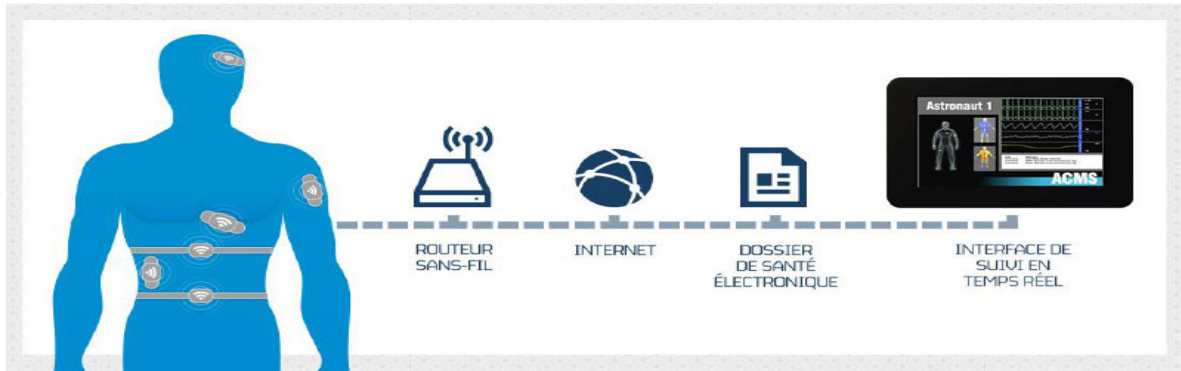 Astronaut 1
ACMS
ROUTEUR
SANS-FIL
INTERNET
DOSSIER
DE SANTÉ
ÉLECTRONIQUE
INTERFACE DE
SUIVI EN
TEMPS RÉEL